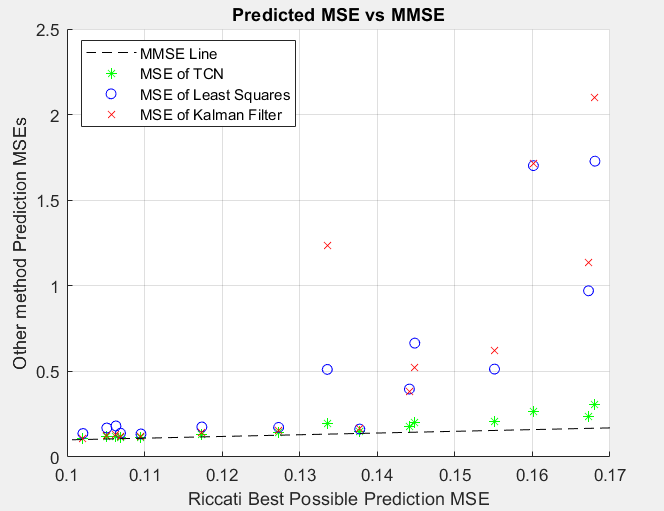 Predicted MSE vs MMSE
2.5
2
1.5
1
0.5
0
Other method Prediction MSEs
MMSE Line
MSE of TCN
MSE of Least Squares
MSE of Kalman Filter
0.1 0.11 0.12 0.13 0.14 0.15 0.16 0.17
Riccati Best Possible Prediction MSE